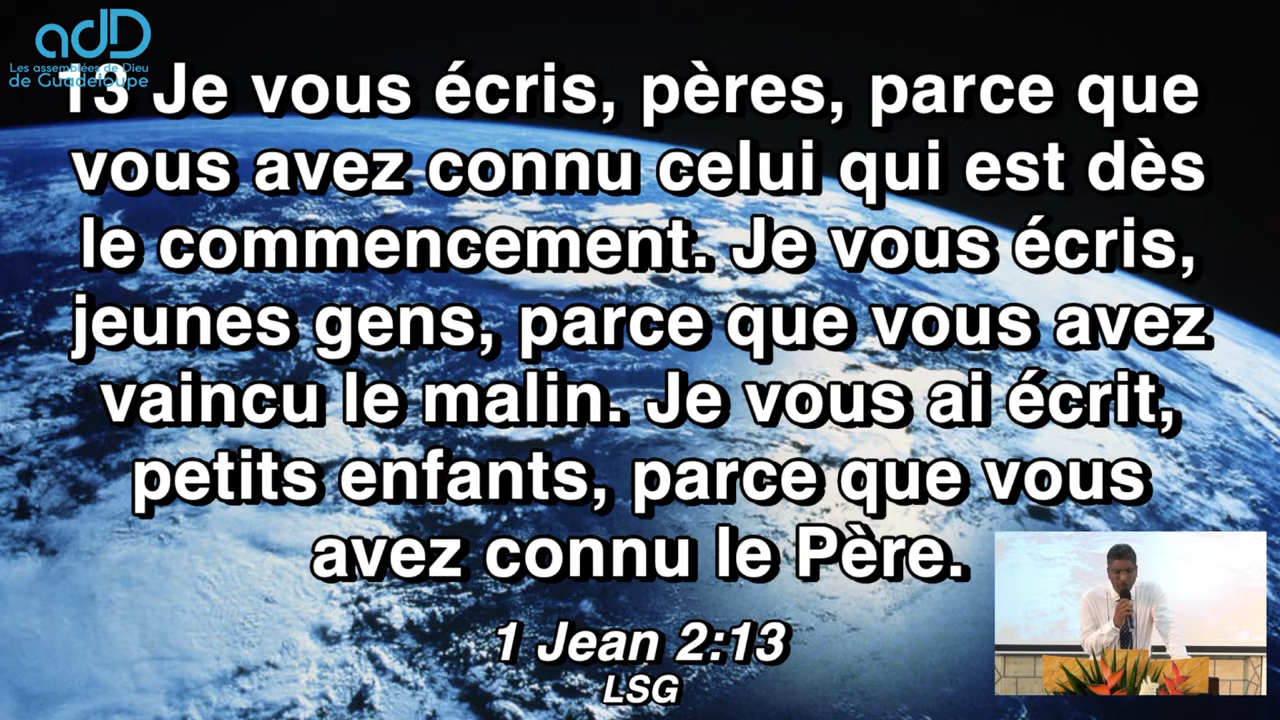 adD
Les assemblées de Dieu
de Guadeloupe
13 Je vous écris, pères, parce que
vous avez connu celui qui est dès
le commencement. Je vous écris,
jeunes gens, parce que vous avez
vaincu le malin. Je vous ai écrit,
petits enfants, parce que vous
avez connu le Père.
1 Jean 2:13
LSG